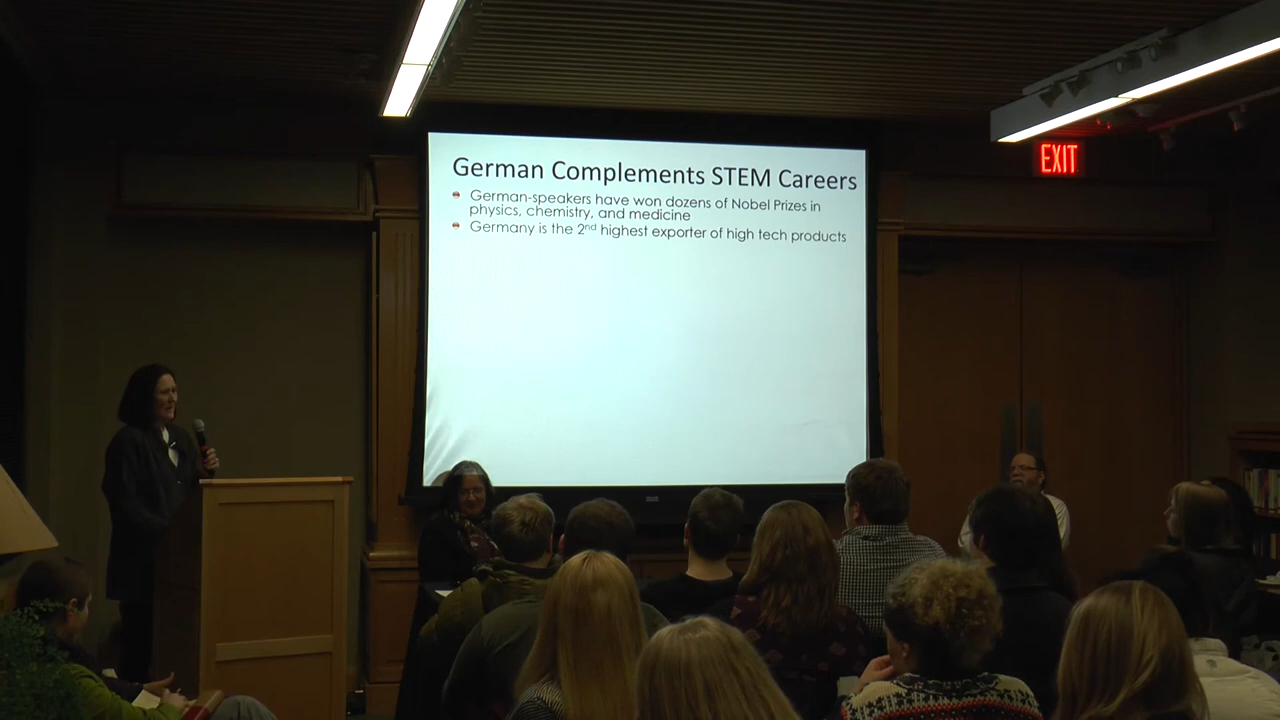 German Complements STEM Careers
German-speakers have won dozens of Nobel Prizes in
physics, chemistry, and medicine
Germany is the 2nd highest exporter of high tech products
EXIT